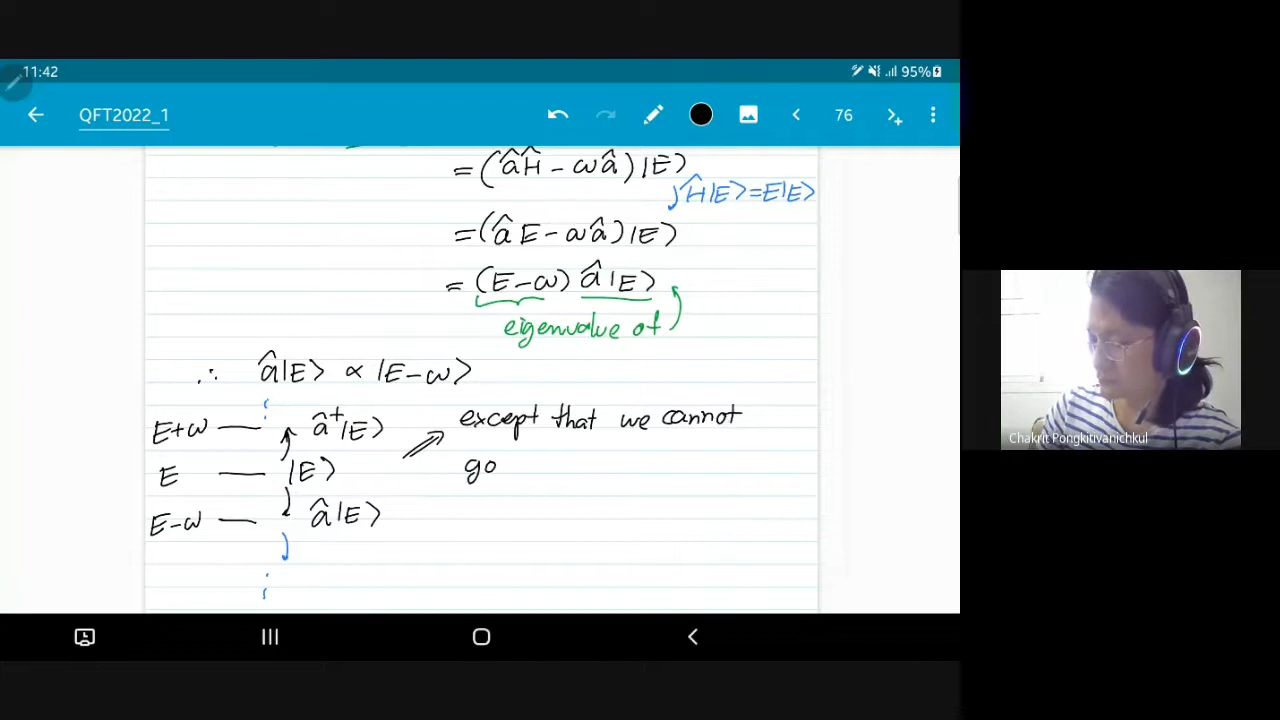 11:42
95%
QFT2022_1
76
= (âĤ - ωâ)|E⟩
Ĥ|E⟩=E|E⟩
= (âE - ωâ)|E⟩
= (E-ω) â|E⟩
eigenvalue of
∴ â|E⟩ ∝ |E-ω⟩
E+ω — â†|E⟩
except that we cannot
E — |E⟩
go
E-ω — â|E⟩
Chakrit Pongkitivanichkul